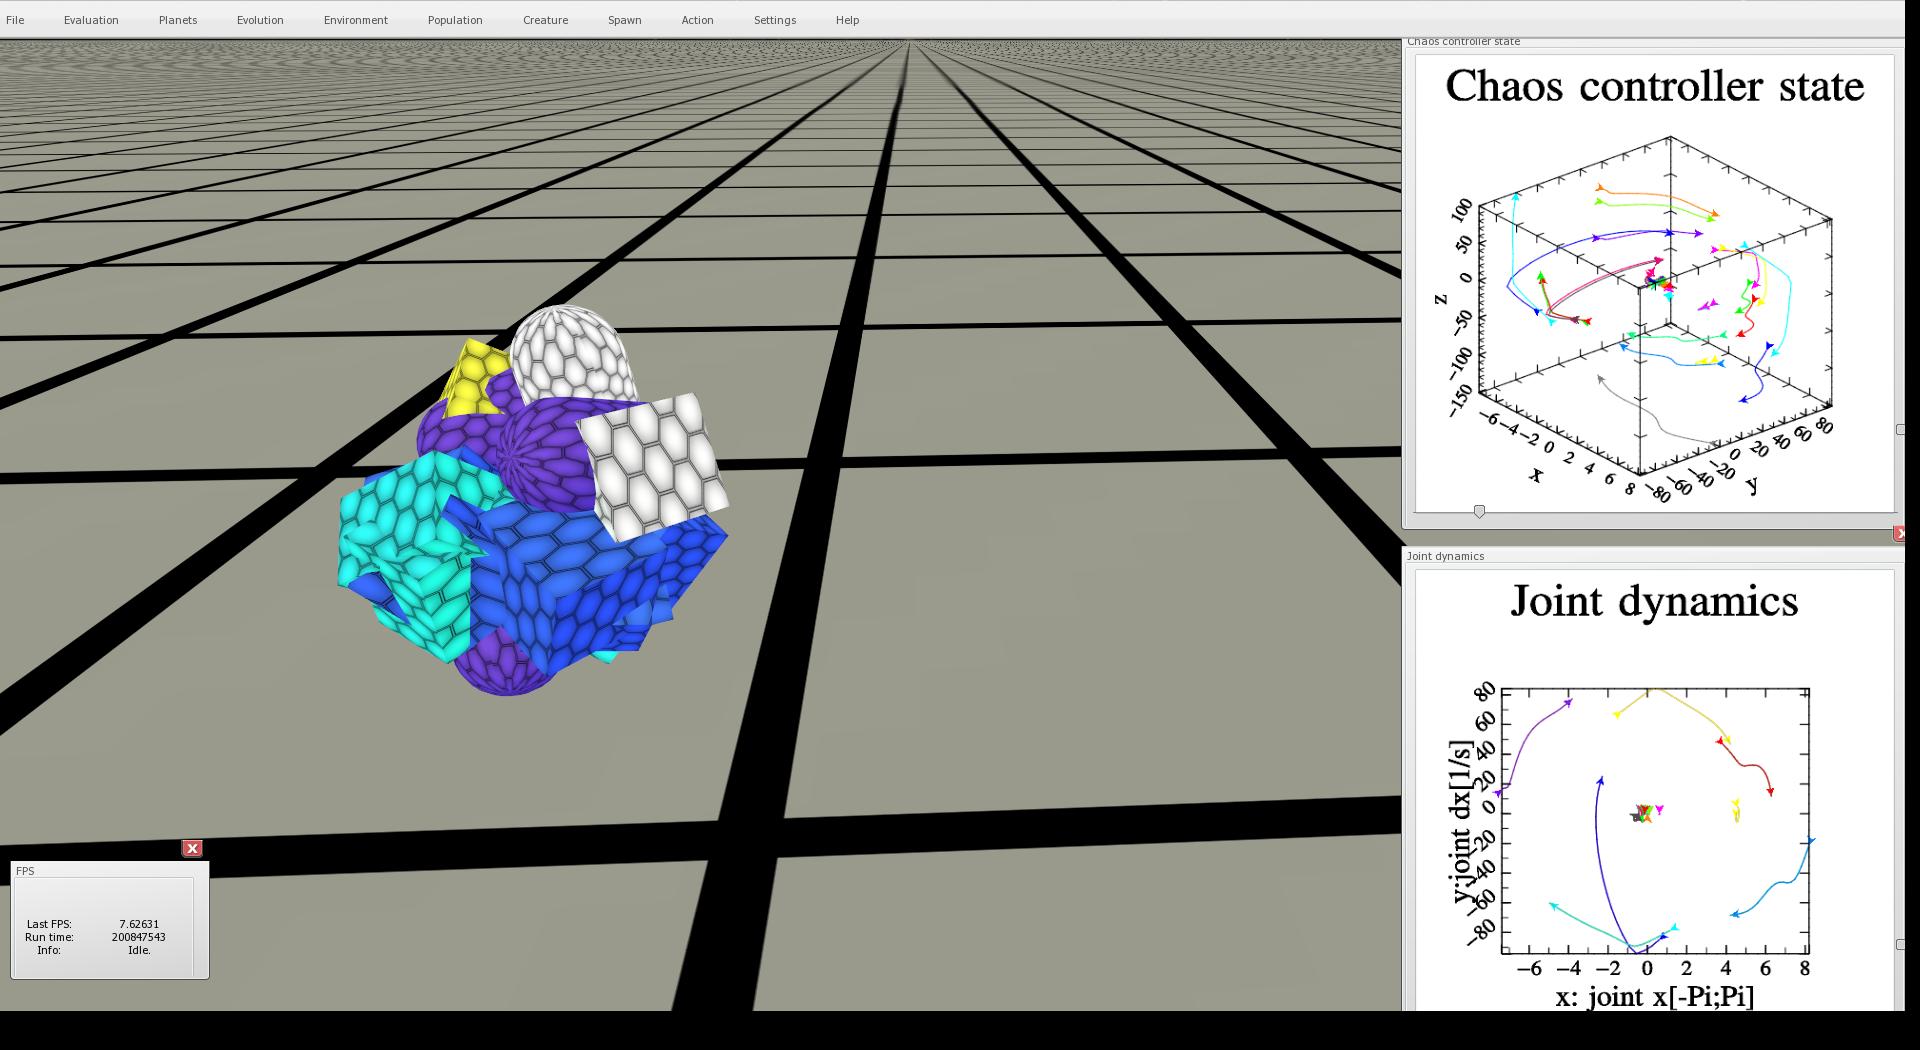 File Evaluation Planets Evolution Environment Population Creature Spawn Action Settings Help
Chaos controller state
Chaos controller state
100
50
0
−50
−100
−150
z
−6 −4 −2 0 2 4 6 8
x
−80 −60 −40 −20 0 20 40 60 80
y
Joint dynamics
Joint dynamics
80
60
40
20
0
−20
−40
−60
−80
y:joint dx[1/s]
−6 −4 −2 0 2 4 6 8
x: joint x[-Pi;Pi]
FPS
Last FPS: 7.62631
Run time: 200847543
Info: Idle.